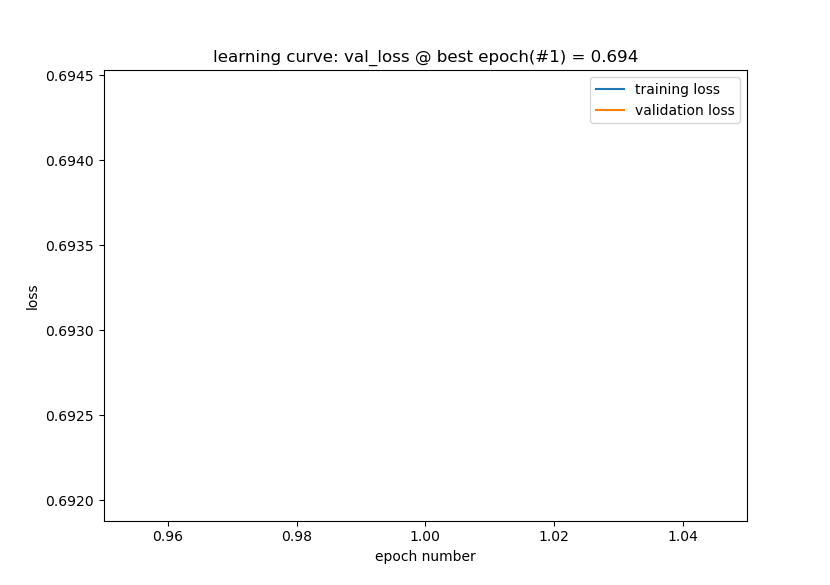 learning curve: val_loss @ best epoch(#1) = 0.694
training loss
validation loss
0.6945
0.6940
0.6935
0.6930
0.6925
0.6920
loss
0.96
0.98
1.00
1.02
1.04
epoch number